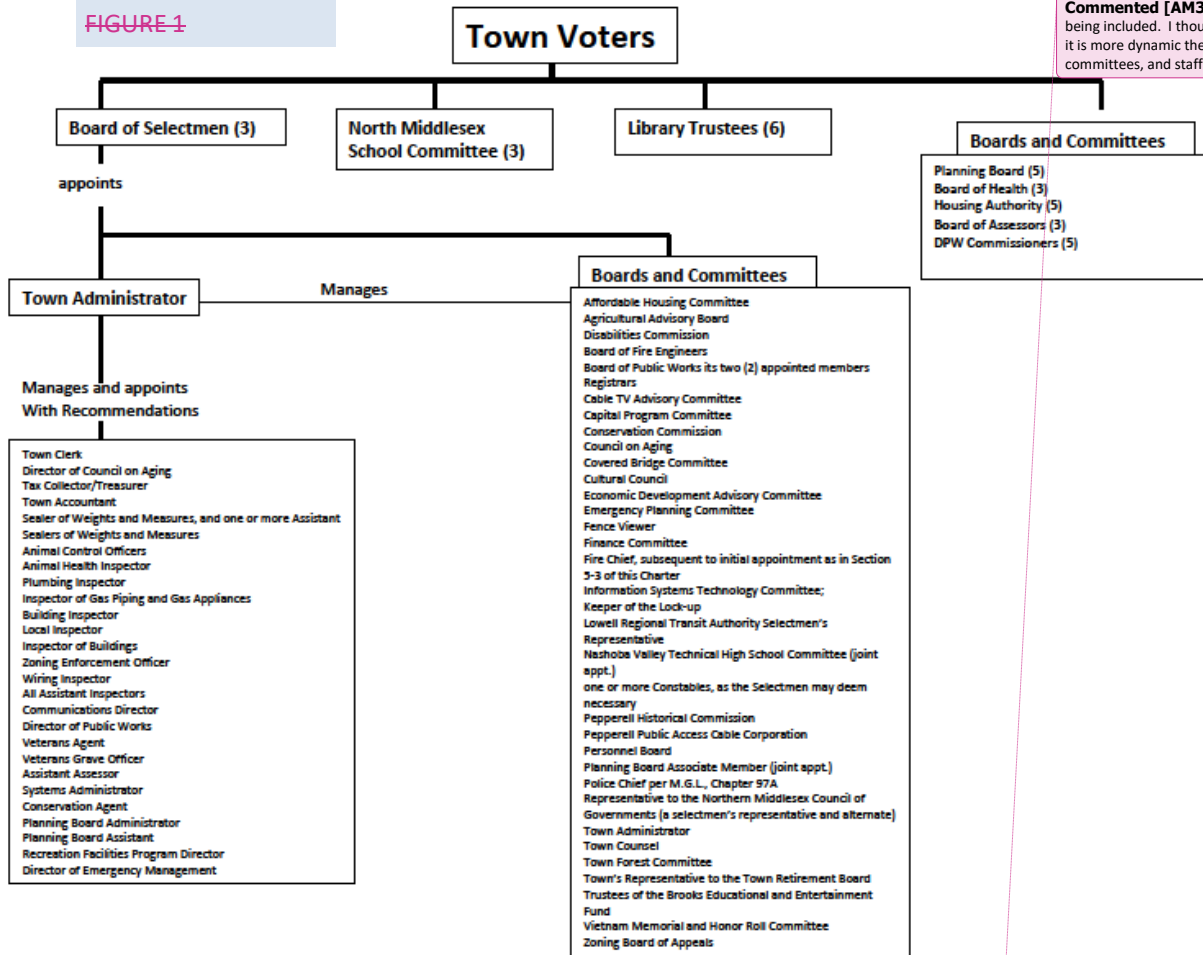 FIGURE 1
Commented [AM3
being included. I thou
it is more dynamic the
committees, and staff
Town Voters
Board of Selectmen (3)
North Middlesex
School Committee (3)
Library Trustees (6)
Boards and Committees
Planning Board (5)
Board of Health (3)
Housing Authority (5)
Board of Assessors (3)
DPW Commissioners (5)
appoints
Town Administrator
Manages
Boards and Committees
Affordable Housing Committee
Agricultural Advisory Board
Disabilities Commission
Board of Fire Engineers
Board of Public Works its two (2) appointed members
Registrars
Cable TV Advisory Committee
Capital Program Committee
Conservation Commission
Council on Aging
Covered Bridge Committee
Cultural Council
Economic Development Advisory Committee
Emergency Planning Committee
Fence Viewer
Finance Committee
Fire Chief, subsequent to initial appointment as in Section
5-3 of this Charter
Information Systems Technology Committee;
Keeper of the Lock-up
Lowell Regional Transit Authority Selectmen's
Representative
Nashoba Valley Technical High School Committee (joint
appt.)
one or more Constables, as the Selectmen may deem
necessary
Pepperell Historical Commission
Pepperell Public Access Cable Corporation
Personnel Board
Planning Board Associate Member (joint appt.)
Police Chief per M.G.L., Chapter 97A
Representative to the Northern Middlesex Council of
Governments (a selectmen's representative and alternate)
Town Administrator
Town Counsel
Town Forest Committee
Town's Representative to the Town Retirement Board
Trustees of the Brooks Educational and Entertainment
Fund
Vietnam Memorial and Honor Roll Committee
Zoning Board of Appeals
Manages and appoints
With Recommendations
Town Clerk
Director of Council on Aging
Tax Collector/Treasurer
Town Accountant
Sealer of Weights and Measures, and one or more Assistant
Sealers of Weights and Measures
Animal Control Officers
Animal Health Inspector
Plumbing Inspector
Inspector of Gas Piping and Gas Appliances
Building Inspector
Local Inspector
Inspector of Buildings
Zoning Enforcement Officer
Wiring Inspector
All Assistant Inspectors
Communications Director
Director of Public Works
Veterans Agent
Veterans Grave Officer
Assistant Assessor
Systems Administrator
Conservation Agent
Planning Board Administrator
Planning Board Assistant
Recreation Facilities Program Director
Director of Emergency Management